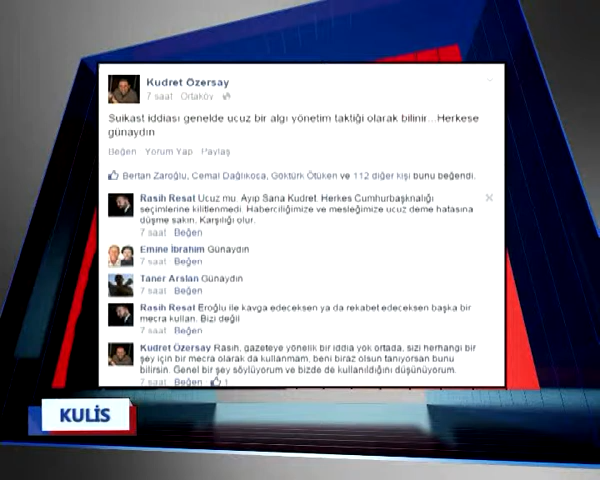 Kudret Özersay
7 saat Ortaköy
Suikast iddiası genelde ucuz bir algı yönetim taktiği olarak bilinir...Herkese
günaydın
Beğen Yorum Yap Paylaş
Bertan Zaroğlu, Cemal Dağlıkoca, Göktürk Ötüken ve 112 diğer kişi bunu beğendi.
Rasıh Resat Ucuz mu. Ayıp Sana Kudret. Herkes Cumhurbaşknalığı
seçimlerine kilitlenmedi. Haberciliğimize ve mesleğimize ucuz deme hatasına
düşme sakın. Karşılığı olur.
7 saat Beğen
Emine İbrahim Günaydın
7 saat Beğen
Taner Arslan Günaydın
7 saat Beğen
Rasıh Resat Eroğlu ile kavga edeceksen ya da rekabet edeceksen başka bir
mecra kullan. Bizi değil
7 saat Beğen
Kudret Özersay Rasıh, gazeteye yönelik bir iddia yok ortada, sizi herhangi bir
şey için bir mecra olarak da kullanmam, beni biraz olsun tanıyorsan bunu
bilirsin. Genel bir şey söylüyorum ve bizde de kullanıldığını düşünüyorum.
7 saat Beğen 1
KULİS